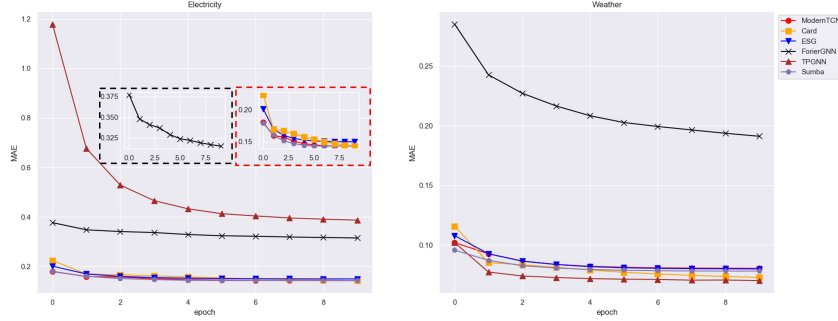 Electricity
1.2
1.0
0.8
0.6
0.4
0.2
MAE
0 2 4 6 8
epoch
0.375
0.350
0.325
0.0 2.5 5.0 7.5
0.20
0.15
0.0 2.5 5.0 7.5
Weather
0.25
0.20
0.15
0.10
MAE
0 2 4 6 8
epoch
ModernTCN
Card
ESG
ForierGNN
TPGNN
Sumba